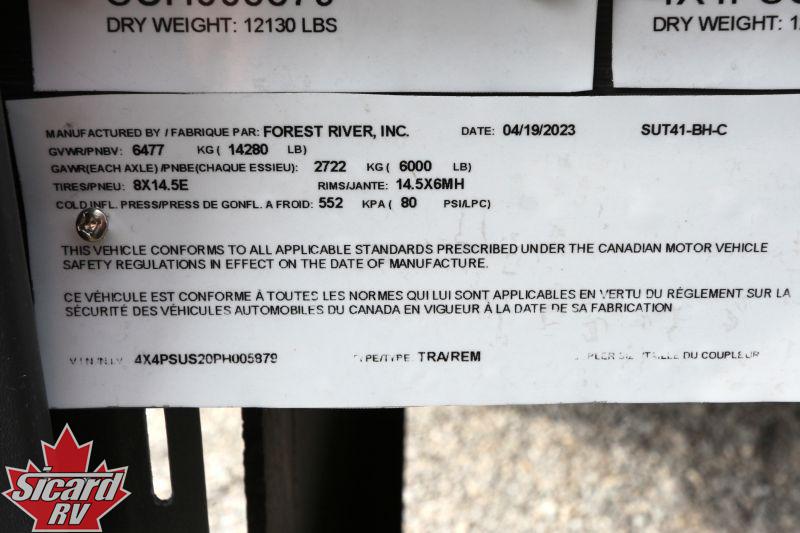 DRY WEIGHT: 12130 LBS
DRY WEIGHT:
MANUFACTURED BY / FABRIQUE PAR: FOREST RIVER, INC. DATE: 04/19/2023 SUT41-BH-C
GVWR/PNBV: 6477 KG ( 14280 LB)
GAWR(EACH AXLE) /PNBE(CHAQUE ESSIEU): 2722 KG ( 6000 LB)
TIRES/PNEU: 8X14.5E RIMS/JANTE: 14.5X6MH
COLD INFL. PRESS/PRESS DE GONFL. A FROID: 552 KPA ( 80 PSI/LPC)
THIS VEHICLE CONFORMS TO ALL APPLICABLE STANDARDS PRESCRIBED UNDER THE CANADIAN MOTOR VEHICLE
SAFETY REGULATIONS IN EFFECT ON THE DATE OF MANUFACTURE.
CE VÉHICULE EST CONFORME À TOUTES LES NORMES QUI LUI SONT APPLICABLES EN VERTU DU RÉGLEMENT SUR LA
SÉCURITÉ DES VÉHICULES AUTOMOBILES DU CANADA EN VIGUEUR À LA DATE DE SA FABRICATION
V.I.N./N.I.V. 4X4PSUS20PH005879 TYPE/TYPE TRA/REM DU COUPLEUR
Sicard
RV